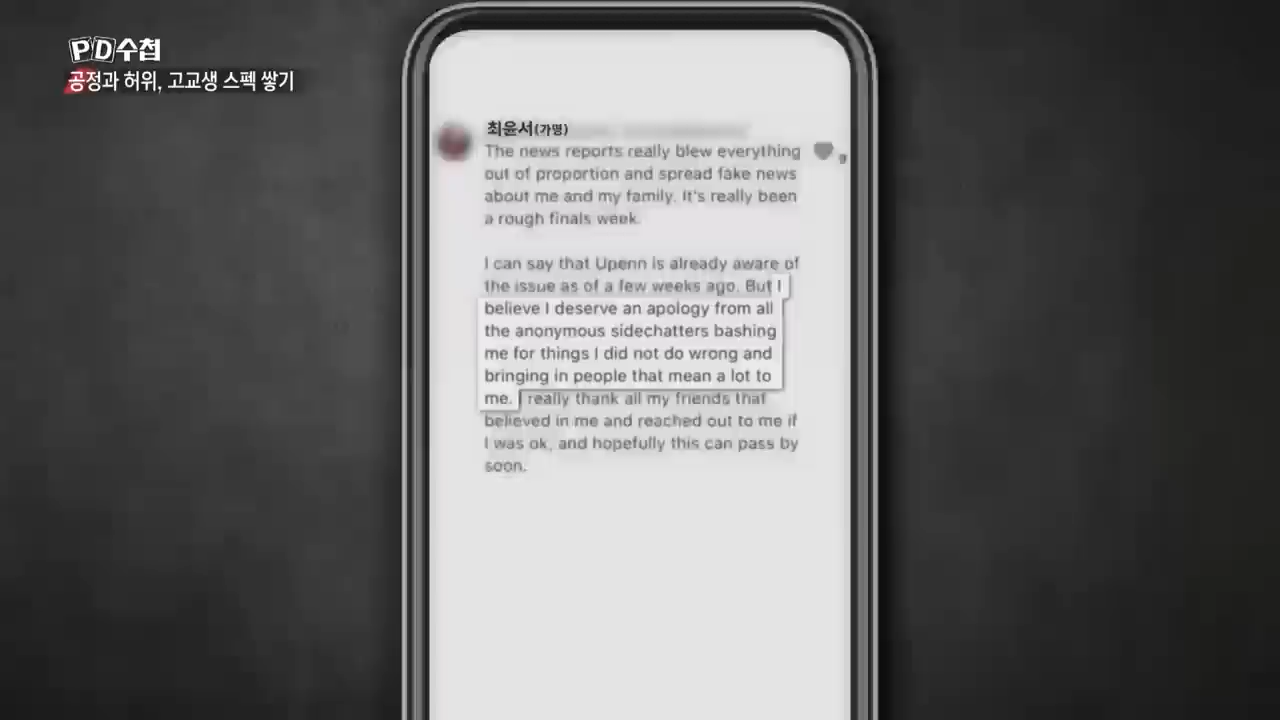 PD수첩
공정과 허위, 고교생 스펙 쌓기
최윤서(가명)
The news reports really blew everything
out of proportion and spread fake news
about me and my family. It's really been
a rough finals week.
I can say that Upenn is already aware of
the issue as of a few weeks ago. But I
believe I deserve an apology from all
the anonymous sidechatters bashing
me for things I did not do wrong and
bringing in people that mean a lot to
me. I really thank all my friends that
believed in me and reached out to me if
I was ok, and hopefully this can pass by
soon.